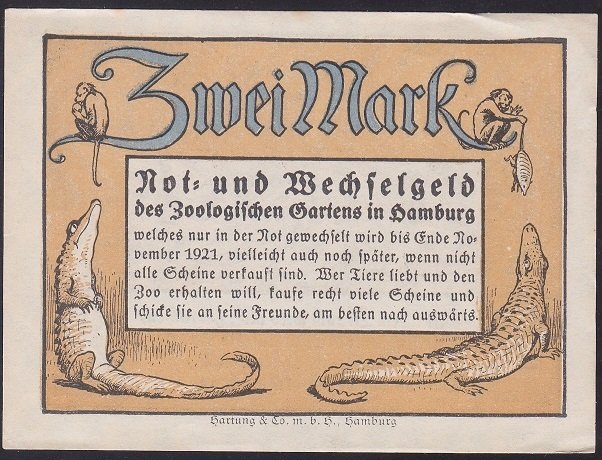 Zwei Mark
Not- und Wechselgeld
des Zoologischen Gartens in Hamburg
welches nur in der Not gewechselt wird bis Ende No-
vember 1921, vielleicht auch noch später, wenn nicht
alle Scheine verkauft sind. Wer Tiere liebt und den
Zoo erhalten will, kaufe recht viele Scheine und
schicke sie an seine Freunde, am besten nach auswärts.
Hartung & Co. m. b. H., Hamburg